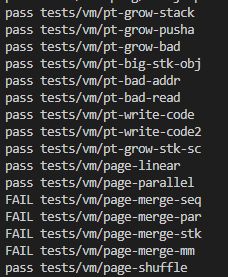 pass tests/vm/pt-grow-stack
pass tests/vm/pt-grow-pusha
pass tests/vm/pt-grow-bad
pass tests/vm/pt-big-stk-obj
pass tests/vm/pt-bad-addr
pass tests/vm/pt-bad-read
pass tests/vm/pt-write-code
pass tests/vm/pt-write-code2
pass tests/vm/pt-grow-stk-sc
pass tests/vm/page-linear
pass tests/vm/page-parallel
FAIL tests/vm/page-merge-seq
FAIL tests/vm/page-merge-par
FAIL tests/vm/page-merge-stk
FAIL tests/vm/page-merge-mm
pass tests/vm/page-shuffle